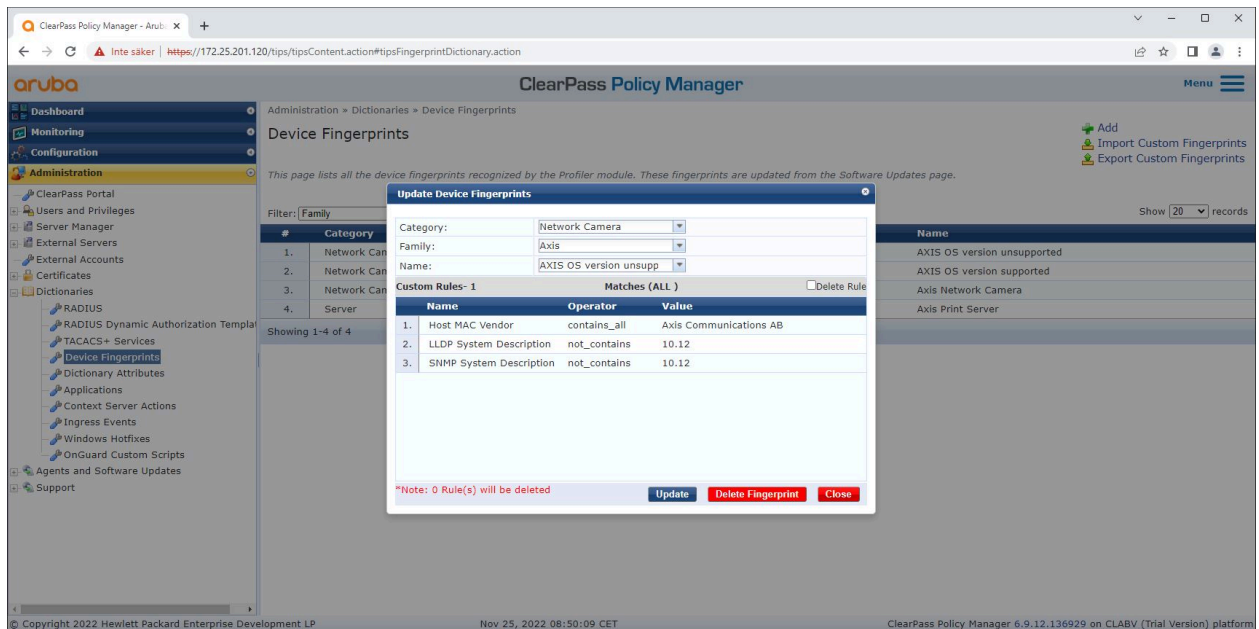 ClearPass Policy Manager - Aruba
Inte säker | https://172.25.201.120/tips/tipsContent.action#tipsFingerprintDictionary.action
aruba
ClearPass Policy Manager
Menu
Dashboard
Monitoring
Configuration
Administration
ClearPass Portal
Users and Privileges
Server Manager
External Servers
External Accounts
Certificates
Dictionaries
RADIUS
RADIUS Dynamic Authorization Templat
TACACS+ Services
Device Fingerprints
Dictionary Attributes
Applications
Context Server Actions
Ingress Events
Windows Hotfixes
OnGuard Custom Scripts
Agents and Software Updates
Support
Administration » Dictionaries » Device Fingerprints
Device Fingerprints
Add
Import Custom Fingerprints
Export Custom Fingerprints
This page lists all the device fingerprints recognized by the Profiler module. These fingerprints are updated from the Software Updates page.
Filter: Family
Show 20 records
# Category Name
1. Network Can AXIS OS version unsupported
2. Network Can AXIS OS version supported
3. Network Can Axis Network Camera
4. Server Axis Print Server
Showing 1-4 of 4
Update Device Fingerprints
Category: Network Camera
Family: Axis
Name: AXIS OS version unsupp
Custom Rules- 1 Matches (ALL ) Delete Rule
Name Operator Value
1. Host MAC Vendor contains_all Axis Communications AB
2. LLDP System Description not_contains 10.12
3. SNMP System Description not_contains 10.12
*Note: 0 Rule(s) will be deleted
Update Delete Fingerprint Close
© Copyright 2022 Hewlett Packard Enterprise Development LP
Nov 25, 2022 08:50:09 CET
ClearPass Policy Manager 6.9.12.136929 on CLABV (Trial Version) platform